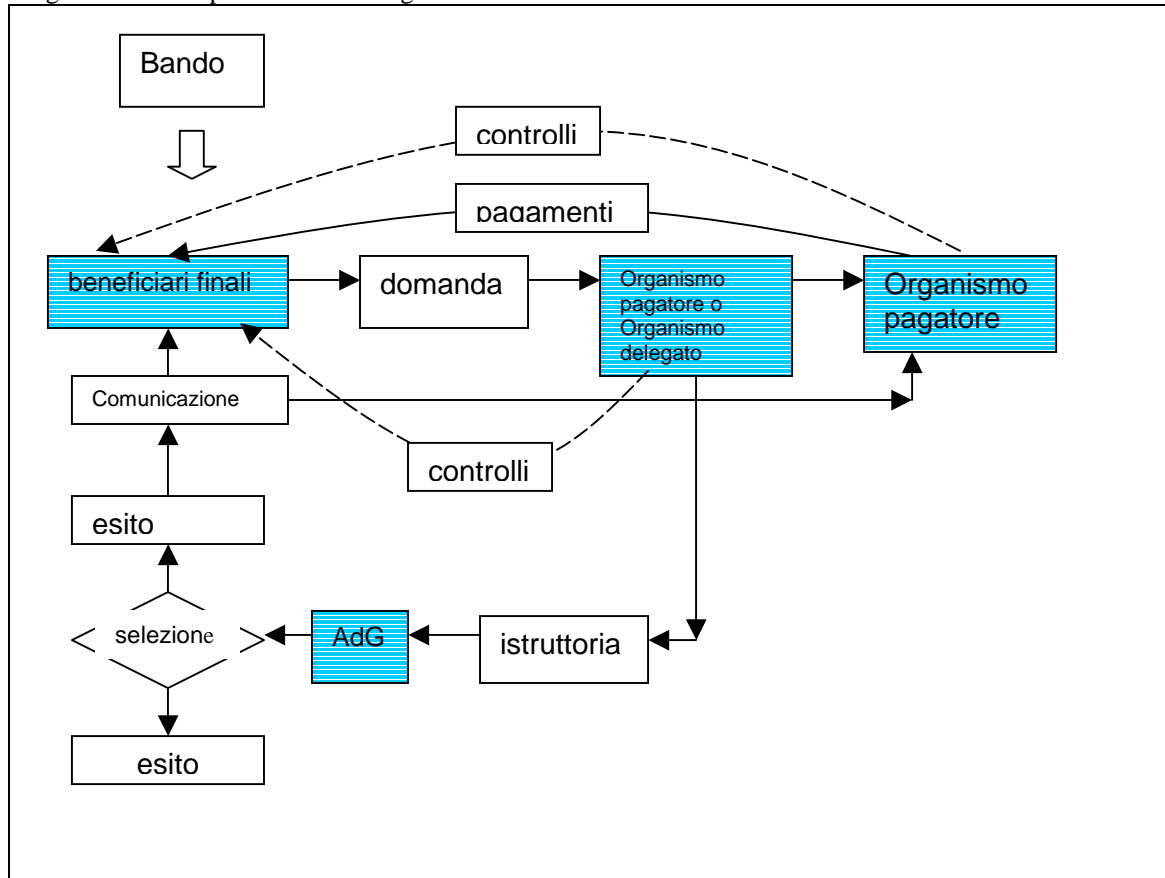 Bando
controlli
pagamenti
beneficiari finali
domanda
Organismo
pagatore o
Organismo
delegato
Organismo
pagatore
Comunicazione
controlli
esito
selezione
AdG
istruttoria
esito